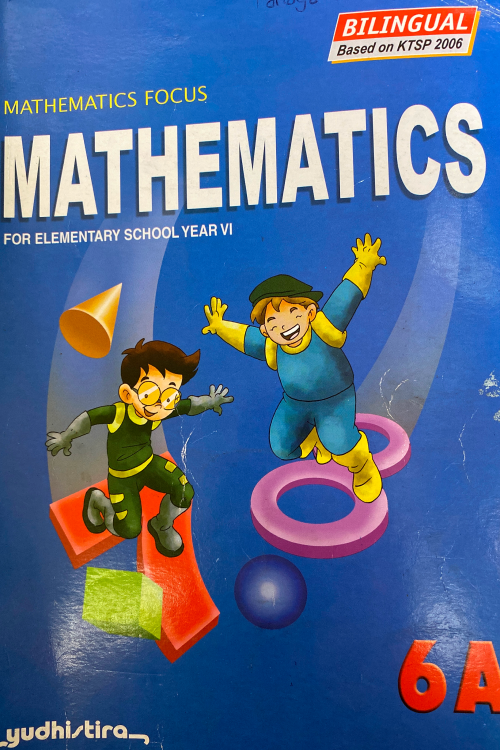 BILINGUAL
Based on KTSP 2006
MATHEMATICS FOCUS
MATHEMATICS
FOR ELEMENTARY SCHOOL YEAR VI
6A
yudhistira